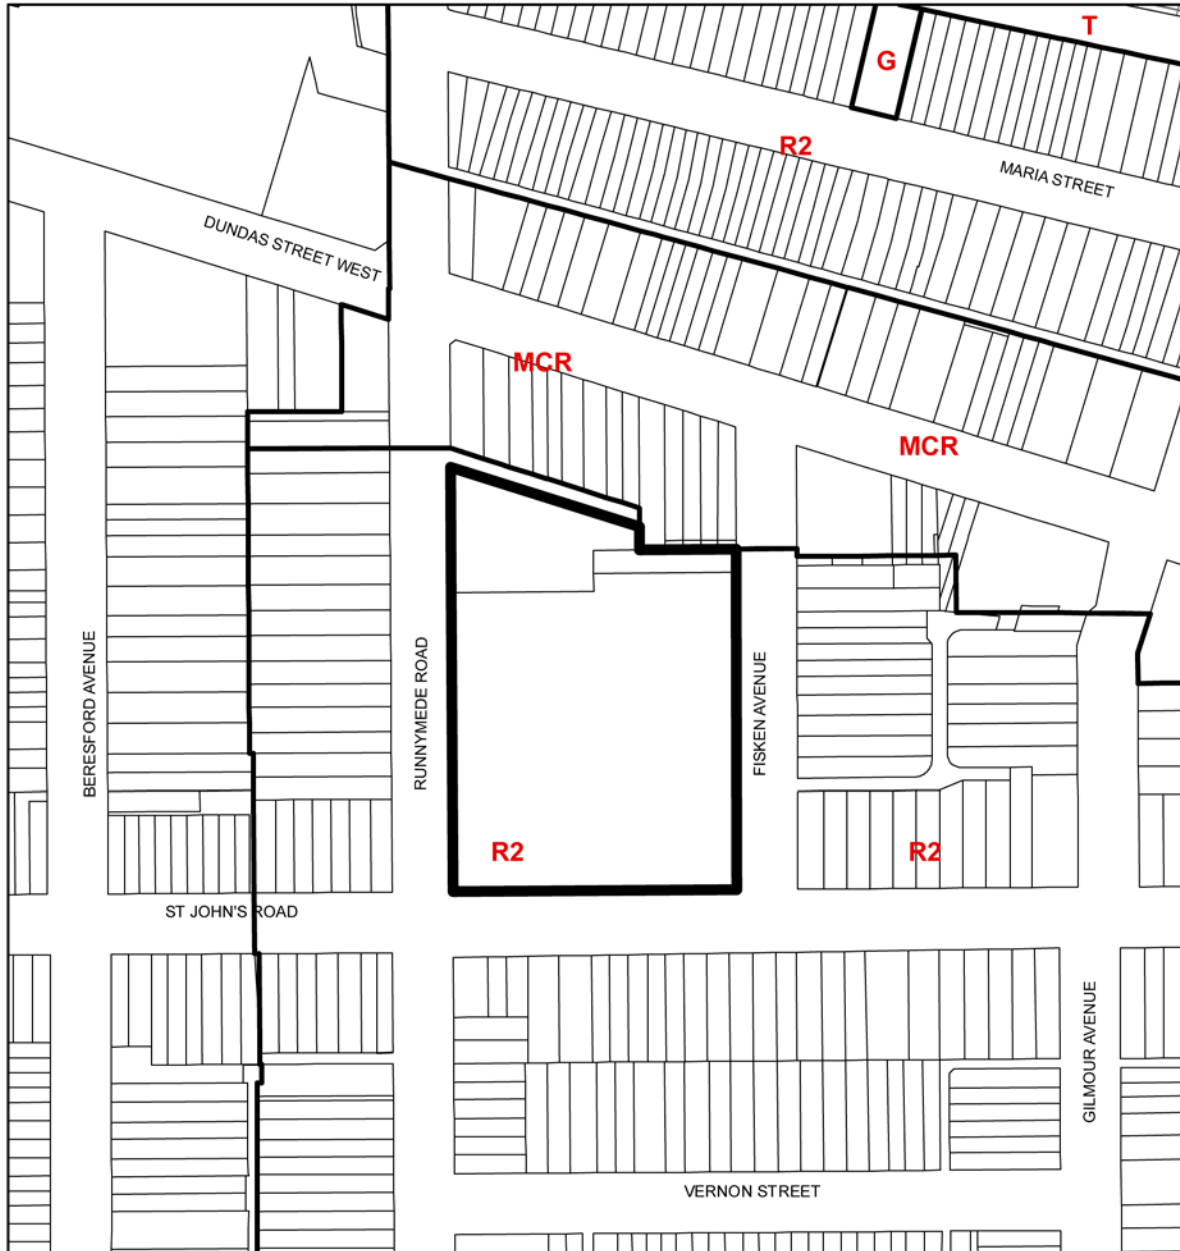 T
G
R2
MARIA STREET
DUNDAS STREET WEST
MCR
MCR
BERESFORD AVENUE
RUNNYMEDE ROAD
FISKEN AVENUE
R2
R2
ST JOHN'S ROAD
GILMOUR AVENUE
VERNON STREET